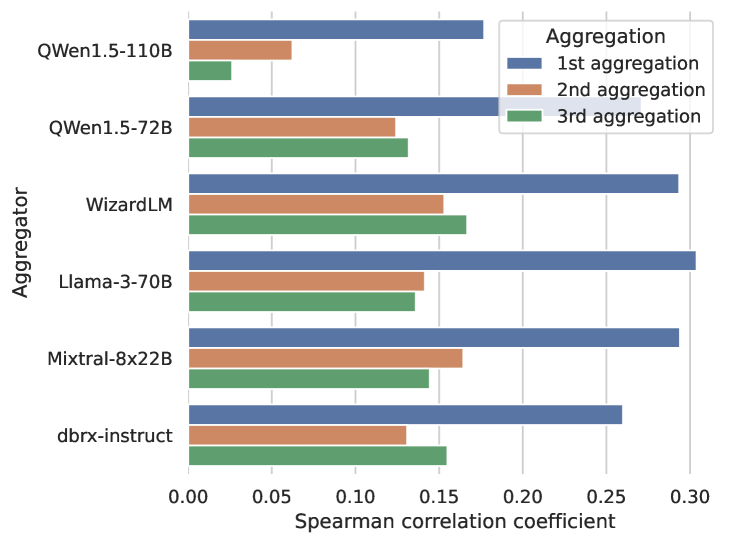 Aggregation
1st aggregation
2nd aggregation
3rd aggregation
Aggregator
QWen1.5-110B
QWen1.5-72B
WizardLM
Llama-3-70B
Mixtral-8x22B
dbrx-instruct
0.00 0.05 0.10 0.15 0.20 0.25 0.30
Spearman correlation coefficient